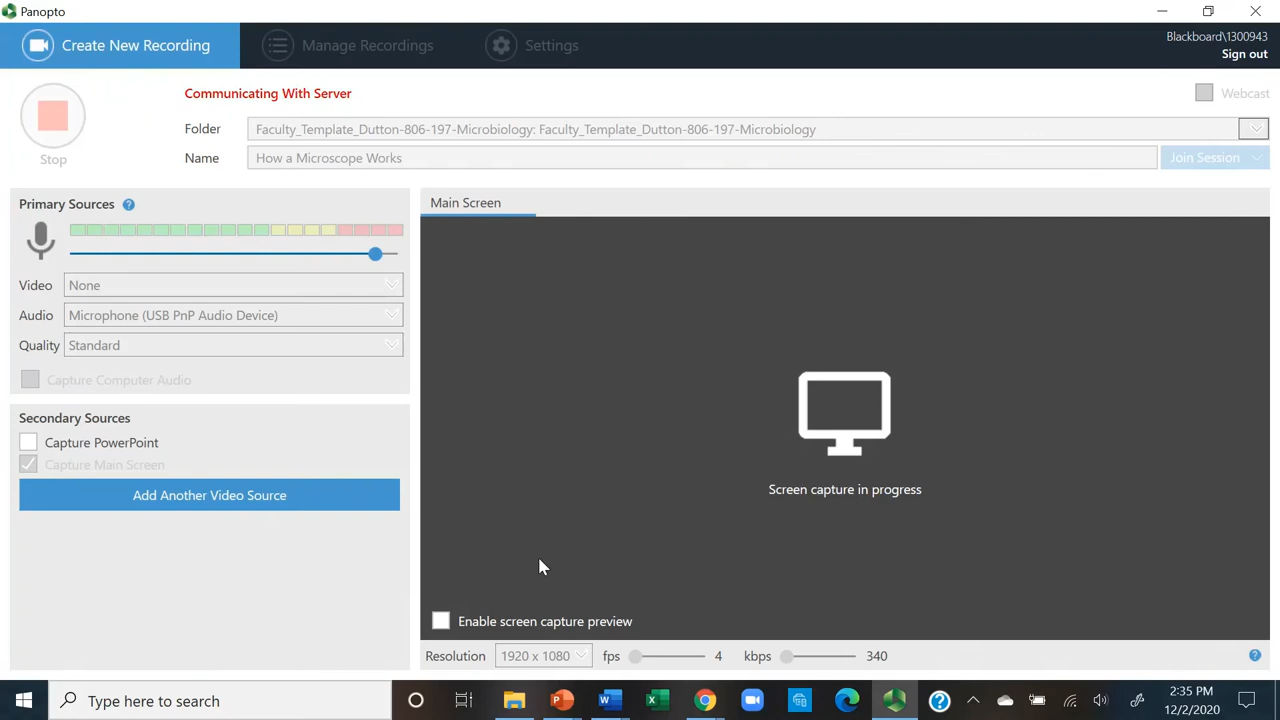 Panopto
Create New Recording
Manage Recordings
Settings
Blackboard\1300943
Sign out
Communicating With Server
Webcast
Stop
Folder
Faculty_Template_Dutton-806-197-Microbiology: Faculty_Template_Dutton-806-197-Microbiology
Name
How a Microscope Works
Join Session
Primary Sources
?
Video
None
Audio
Microphone (USB PnP Audio Device)
Quality
Standard
Capture Computer Audio
Secondary Sources
Capture PowerPoint
Capture Main Screen
Add Another Video Source
Main Screen
Screen capture in progress
Enable screen capture preview
Resolution
1920 x 1080
fps
4
kbps
340
?
Type here to search
2:35 PM
12/2/2020